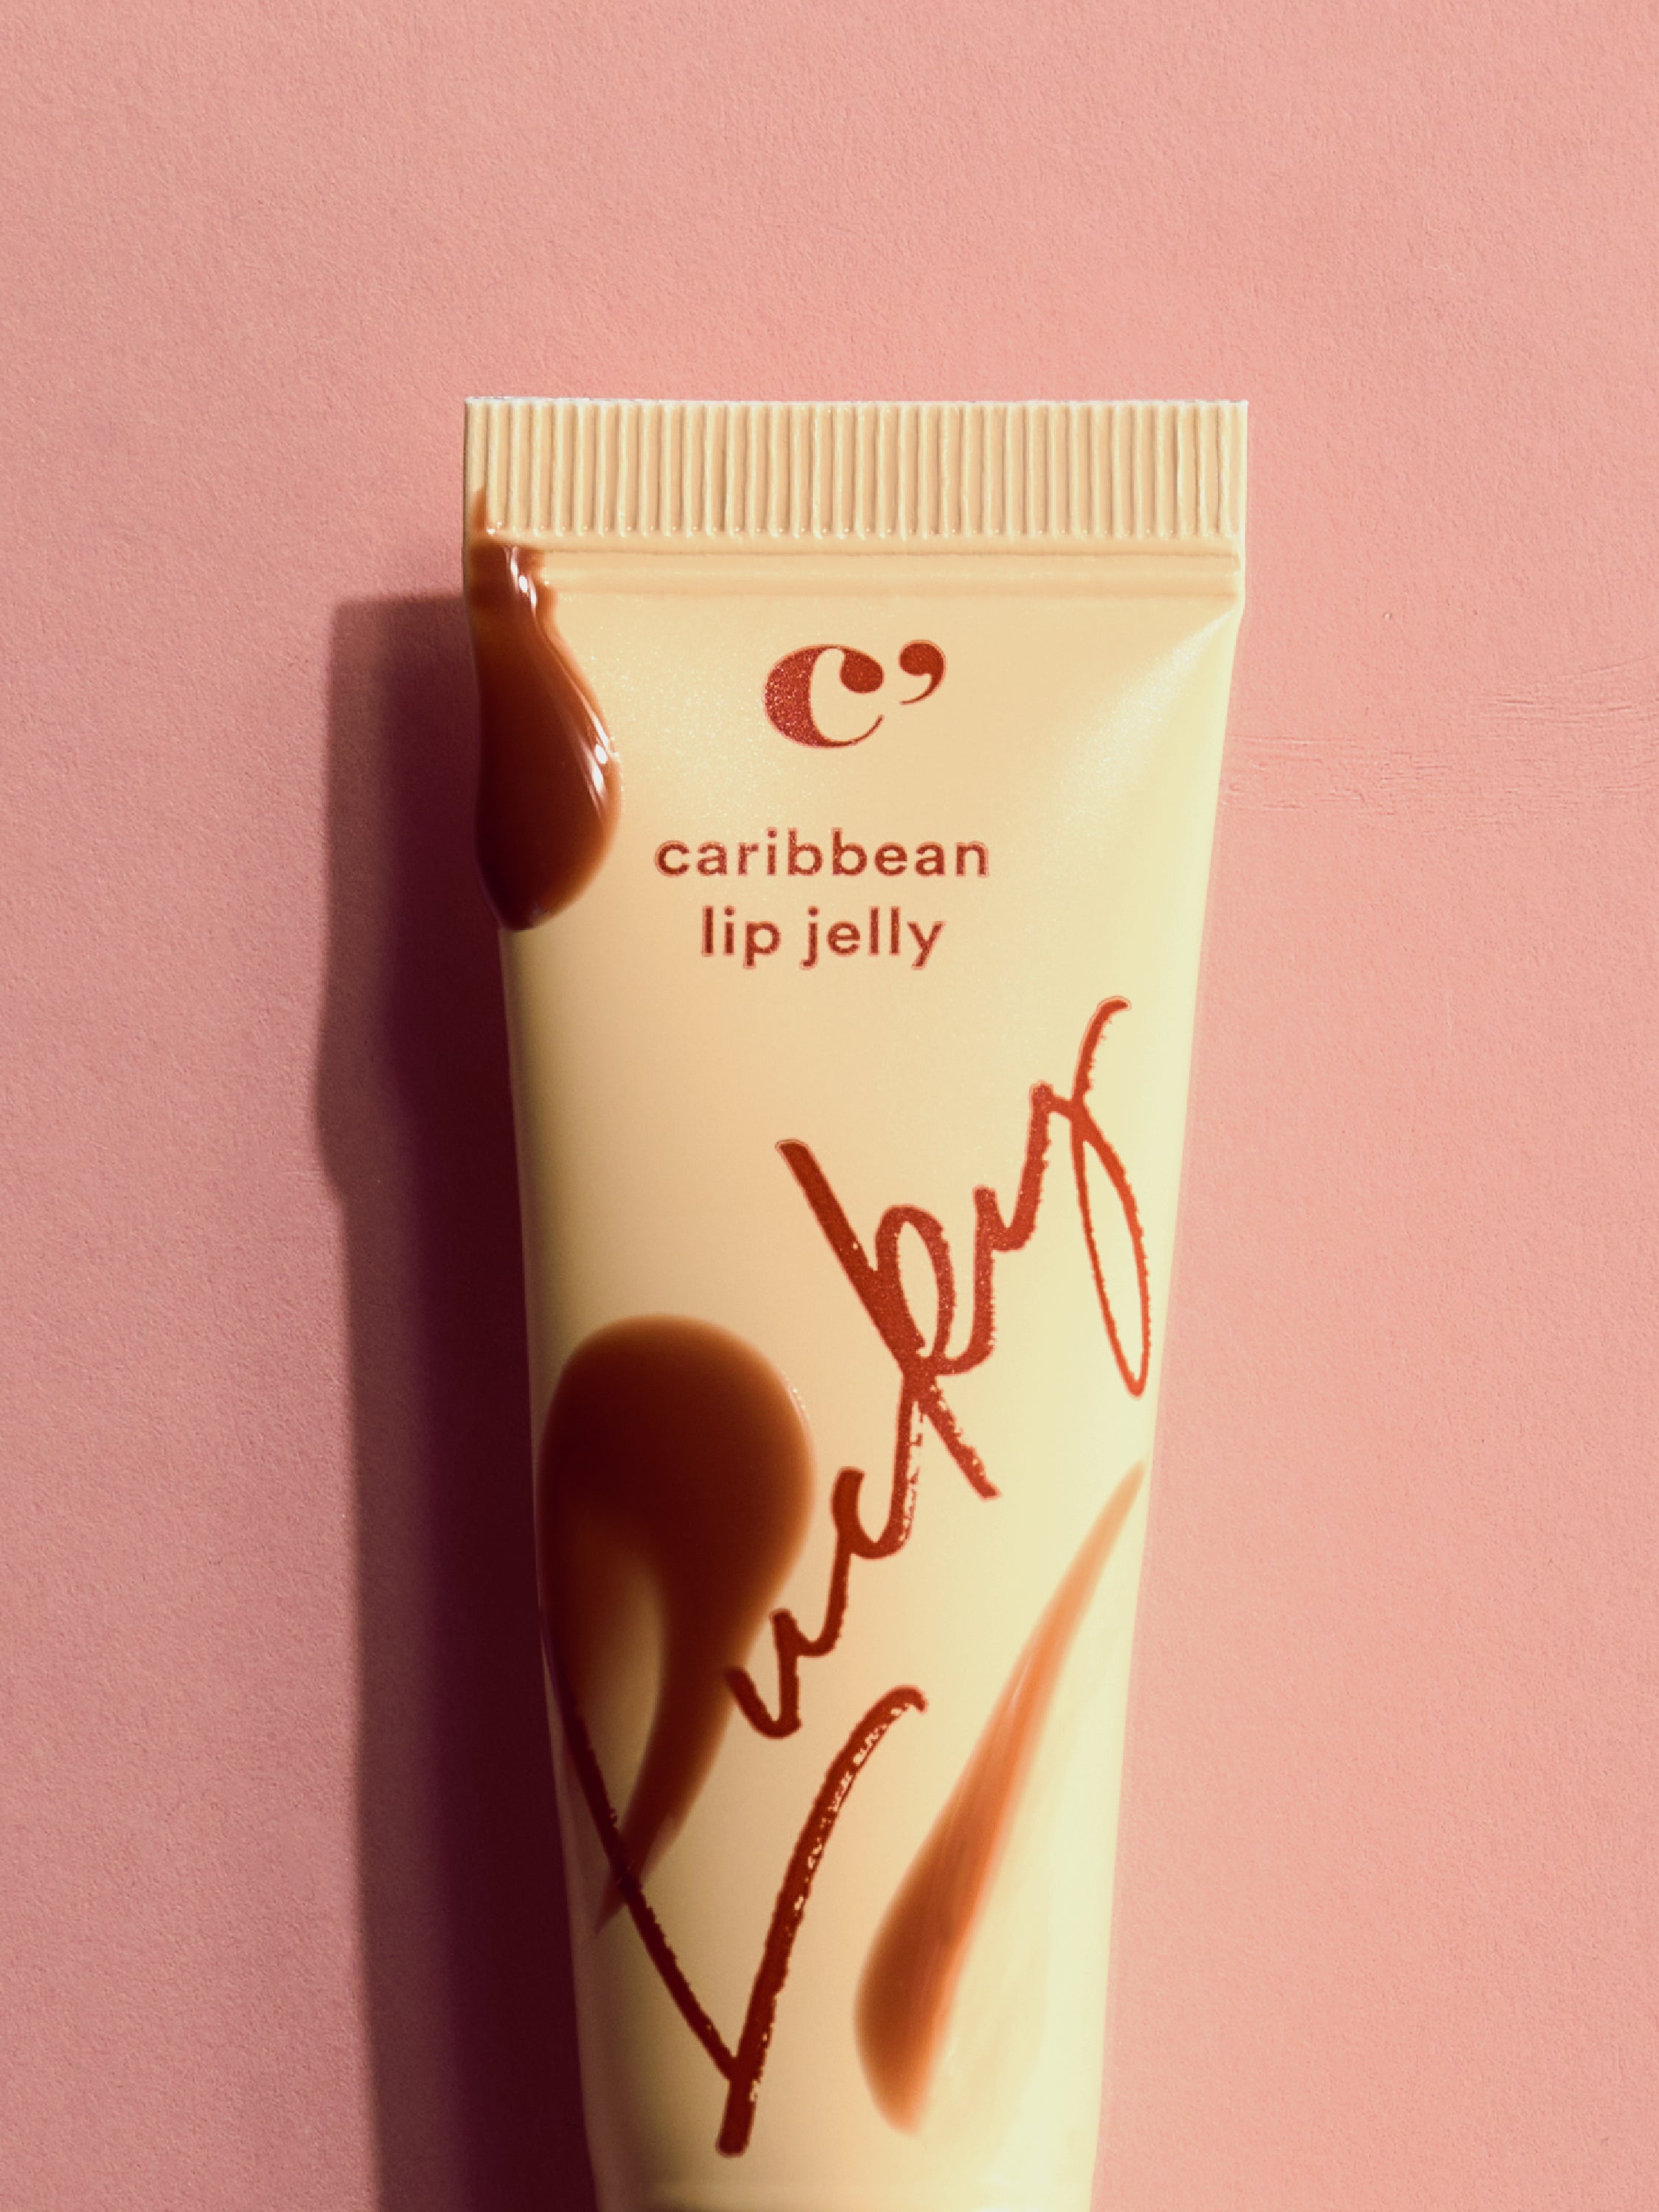 c'
caribbean
lip jelly
Lucky